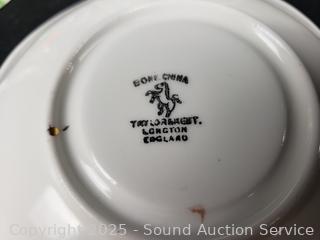 BONE CHINA
TAYLOR&KENT.
LONGTON
ENGLAND
Copyright 2025 - Sound Auction Service